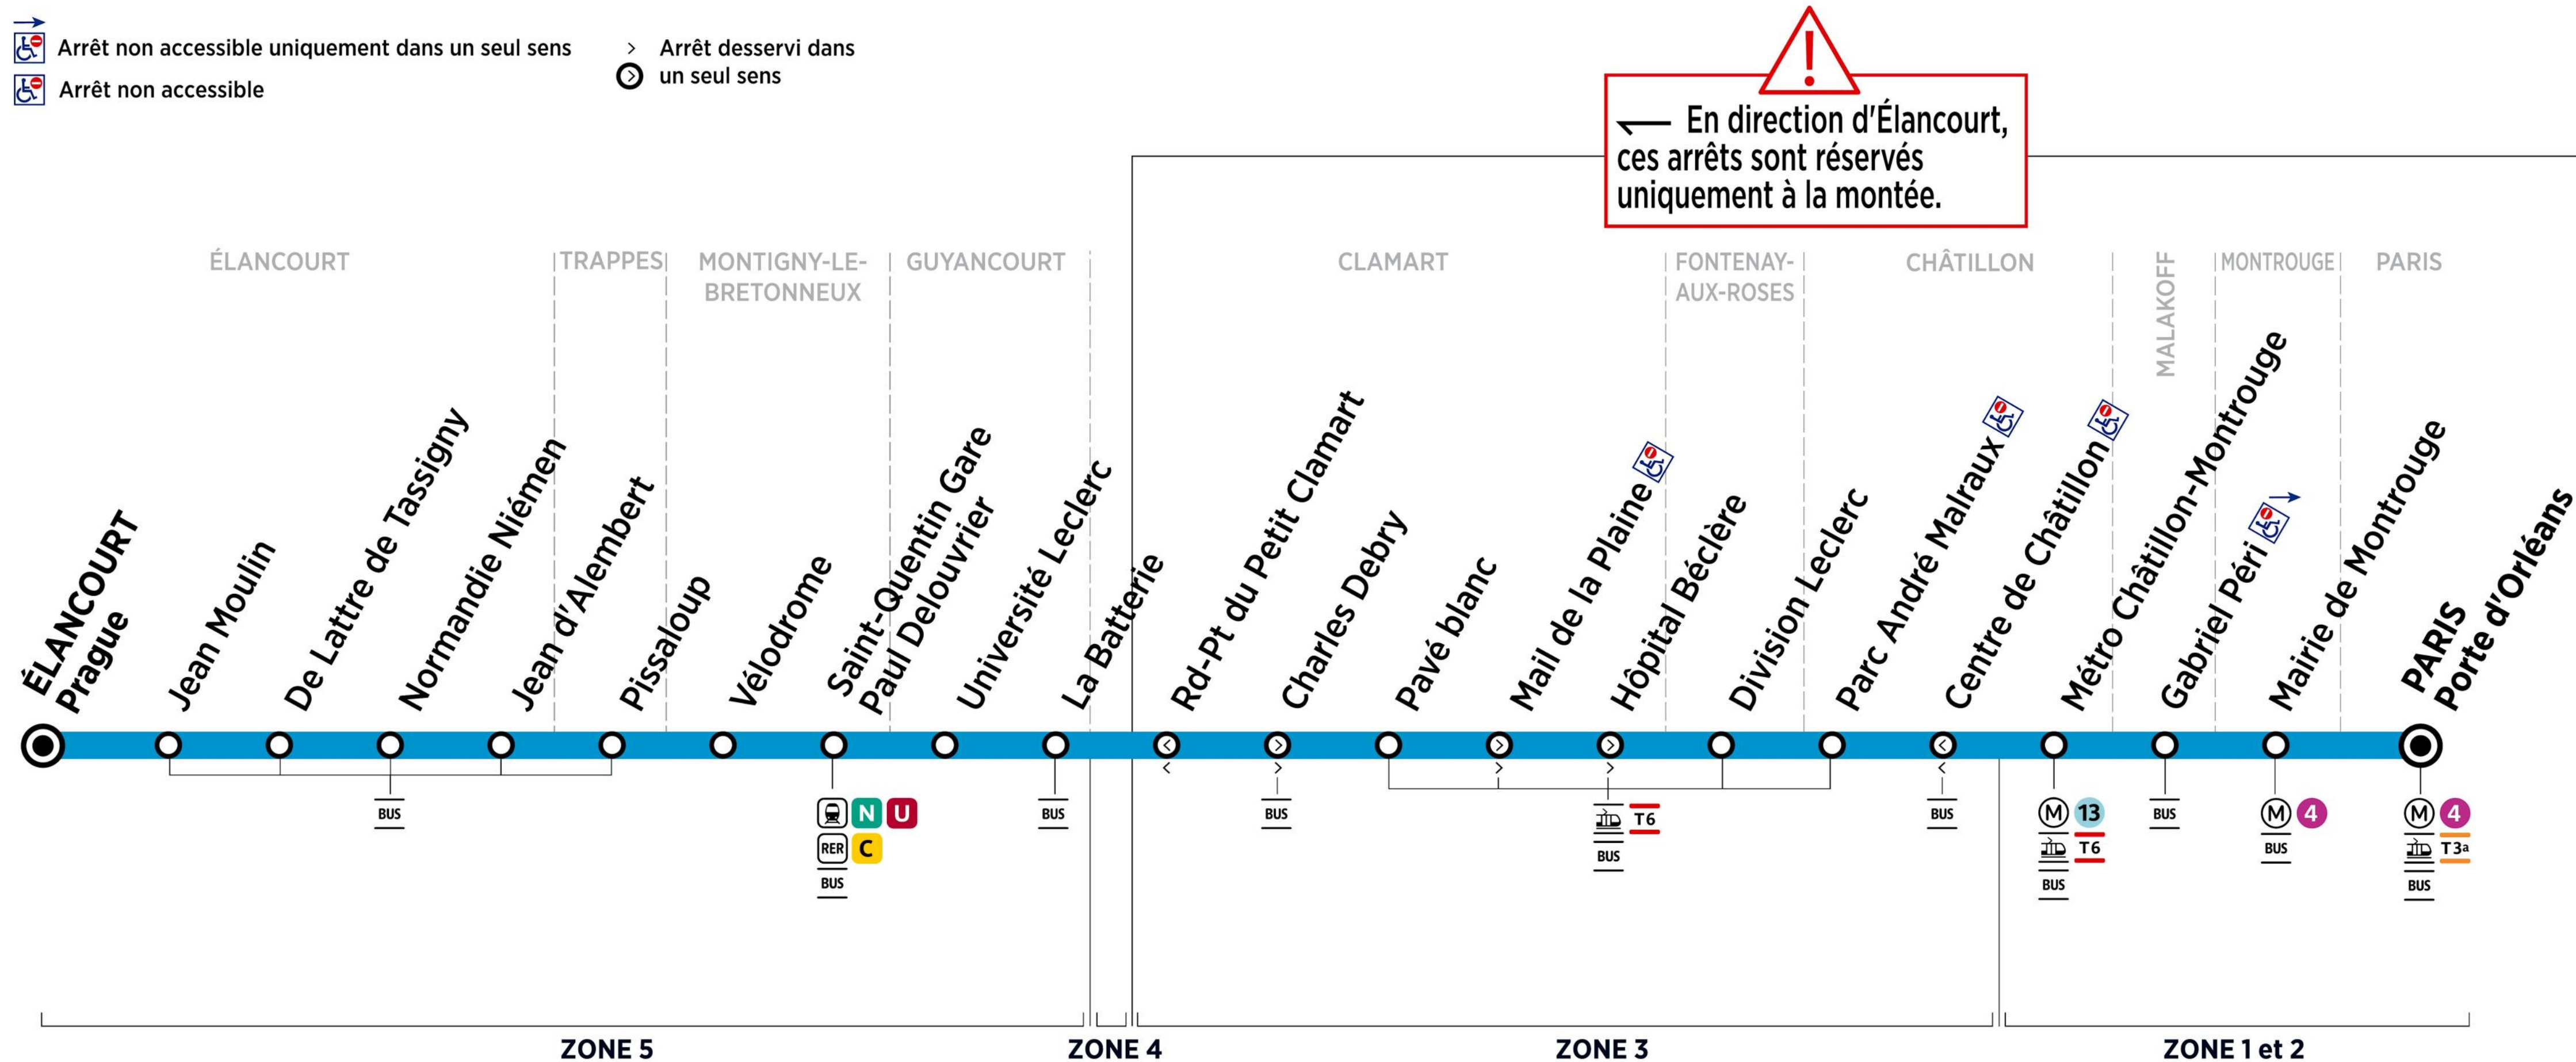 Arrêt non accessible uniquement dans un seul sens
Arrêt non accessible
Arrêt desservi dans
un seul sens
!
En direction d'Élancourt,
ces arrêts sont réservés
uniquement à la montée.
ÉLANCOURT
TRAPPES
MONTIGNY-LE-
BRETONNEUX
GUYANCOURT
CLAMART
FONTENAY-
AUX-ROSES
CHÂTILLON
MALAKOFF
MONTROUGE
PARIS
ÉLANCOURT
Prague
Jean Moulin
De Lattre de Tassigny
Normandie Niémen
Jean d'Alembert
Pissaloup
Vélodrome
Saint-Quentin Gare
Paul Delouvrier
Université Leclerc
La Batterie
Rd-Pt du Petit Clamart
Charles Debry
Pavé blanc
Mail de la Plaine
Hôpital Béclère
Division Leclerc
Parc André Malraux
Centre de Châtillon
Métro Châtillon-Montrouge
Gabriel Péri
Mairie de Montrouge
PARIS
Porte d'Orléans
BUS
N U
RER C
BUS
BUS
BUS
T6
BUS
BUS
M 13
T6
BUS
BUS
M 4
BUS
M 4
T3a
BUS
ZONE 5
ZONE 4
ZONE 3
ZONE 1 et 2